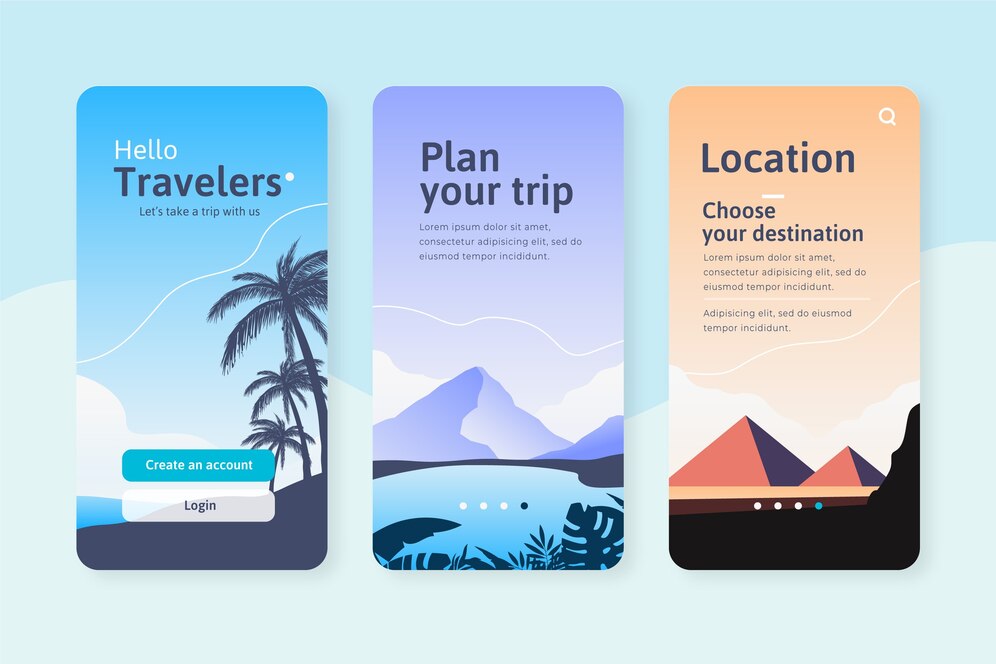 Hello
Travelers
Let's take a trip with us
Create an account
Login
Plan
your trip
Lorem ipsum dolor sit amet,
consectetur adipisicing elit, sed do
eiusmod tempor incididunt.
Location
Choose
your destination
Lorem ipsum dolor sit amet,
consectetur adipisicing elit, sed do
eiusmod tempor incididunt.
Adipiscing elit, sed do eiusmod
tempor incididunt.